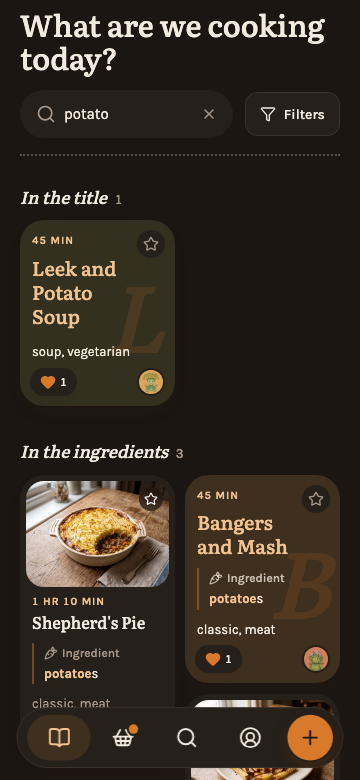 What are we cooking
today?
potato
Filters
In the title 1
45 MIN
Leek and
Potato
Soup
L
soup, vegetarian
1
In the ingredients 3
1 HR 10 MIN
Shepherd's Pie
Ingredient
potatoes
classic, meat
45 MIN
Bangers
and Mash
B
Ingredient
potatoes
classic, meat
1